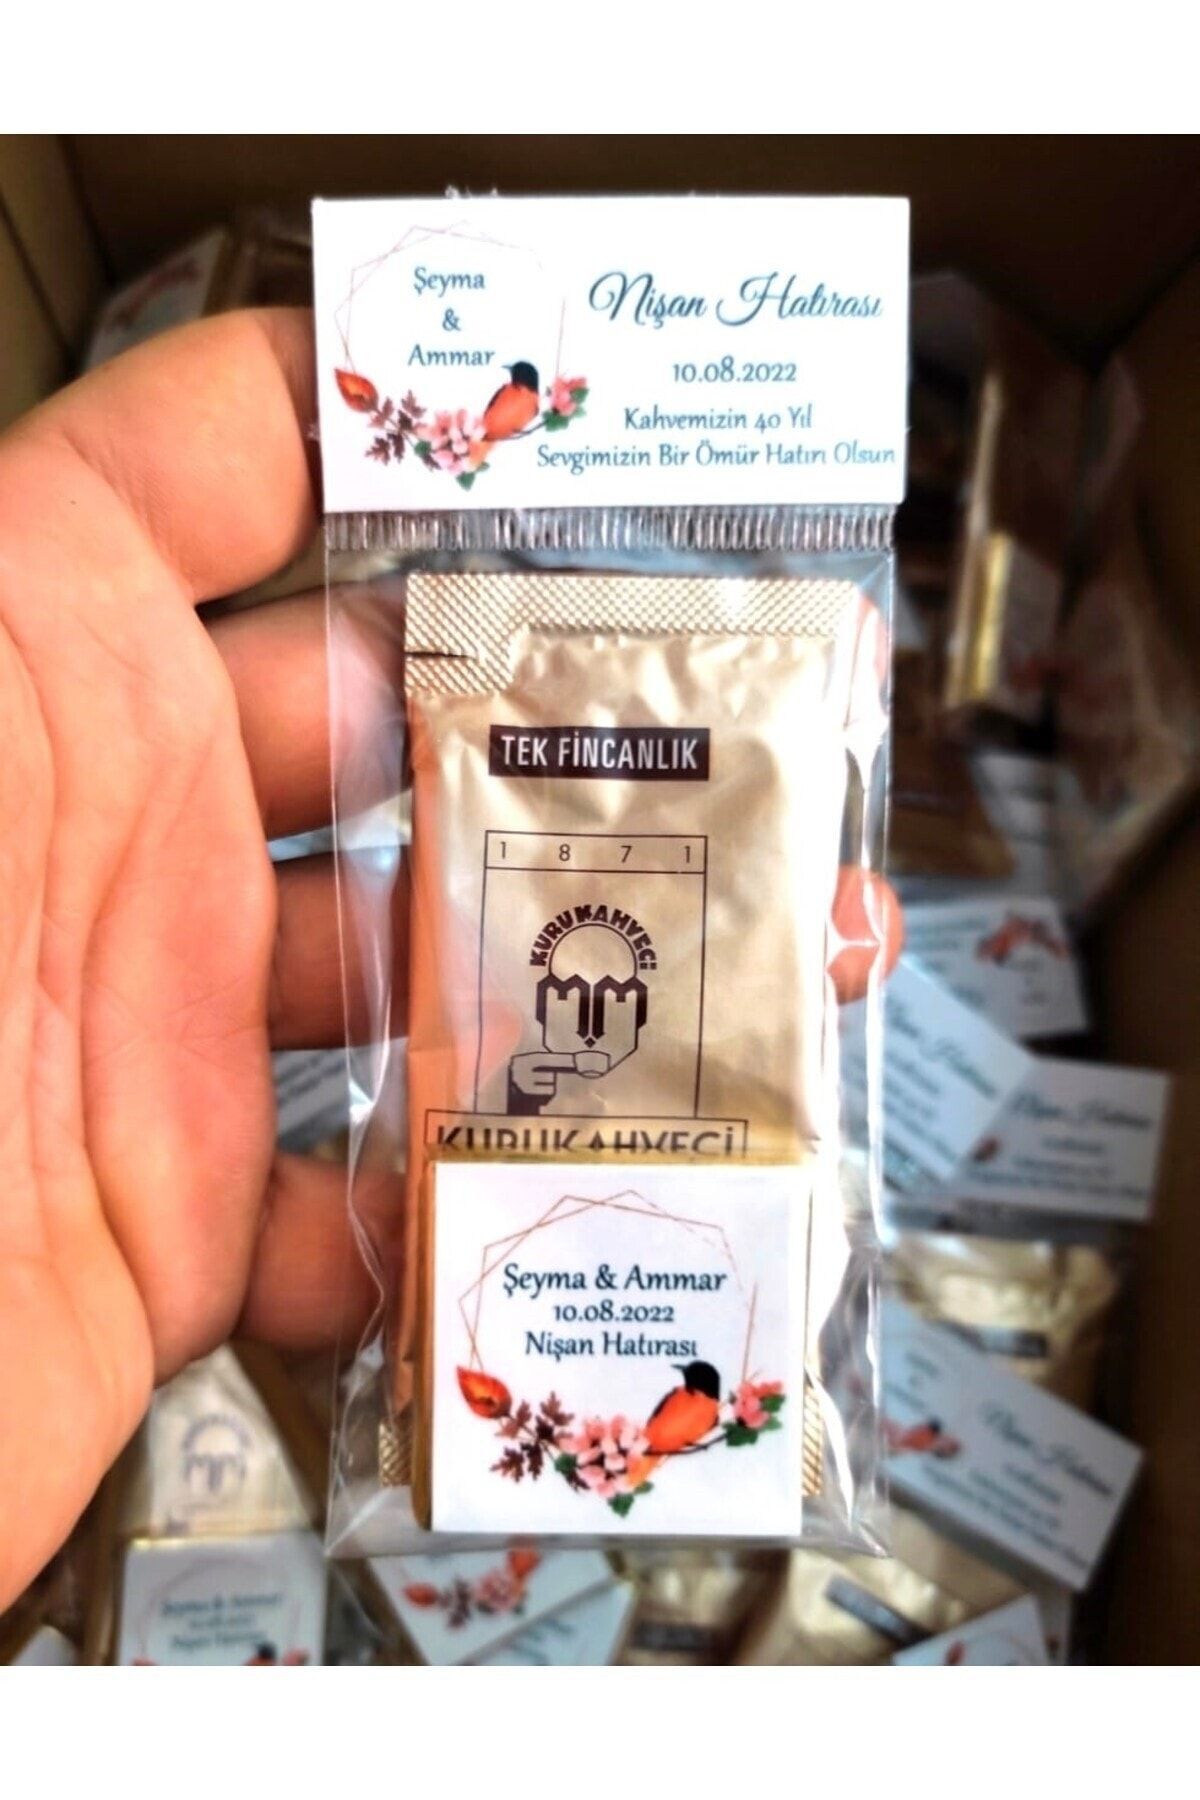 Şeyma
&
Ammar
Nişan Hatırası
10.08.2022
Kahvemizin 40 Yıl
Sevgimizin Bir Ömür Hatırı Olsun
TEK FİNCANLIK
1 8 7 1
KURUKAHVECİ
MM
KURUKAHVECİ
Şeyma & Ammar
10.08.2022
Nişan Hatırası